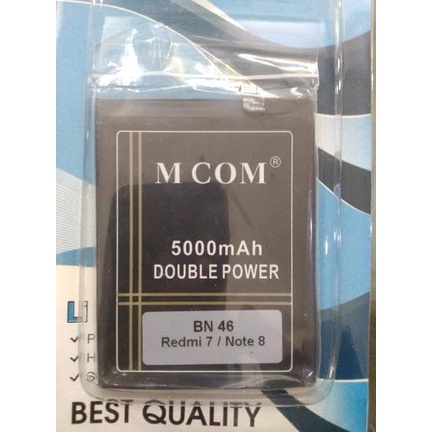 M COM®
5000mAh
DOUBLE POWER
BN 46
Redmi 7 / Note 8
BEST QUALITY